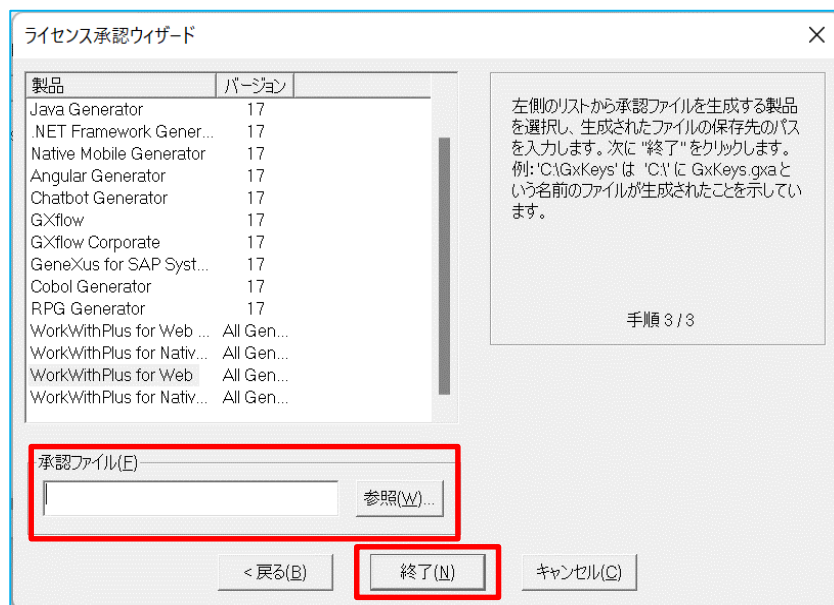 ライセンス承認ウィザード
製品 バージョン
Java Generator 17
.NET Framework Gener... 17
Native Mobile Generator 17
Angular Generator 17
Chatbot Generator 17
GXflow 17
GXflow Corporate 17
GeneXus for SAP Syst... 17
Cobol Generator 17
RPG Generator 17
WorkWithPlus for Web ... All Gen...
WorkWithPlus for Nativ... All Gen...
WorkWithPlus for Web All Gen...
WorkWithPlus for Nativ... All Gen...
左側のリストから承認ファイルを生成する製品
を選択し、生成されたファイルの保存先のパス
を入力します。次に "終了" をクリックします。
例: 'C:\GxKeys' は 'C:\' に GxKeys.gxa と
いう名前のファイルが生成されたことを示してい
ます。
手順 3 / 3
承認ファイル(F)
参照(W)...
< 戻る(B) 終了(N) キャンセル(C)